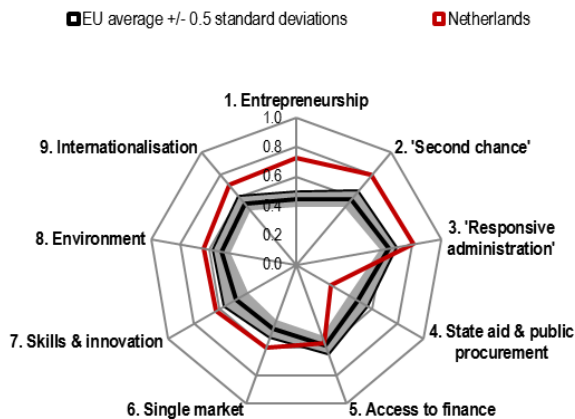 EU average +/- 0.5 standard deviations
Netherlands
1. Entrepreneurship
1.0
0.8
0.6
0.4
0.2
0.0
2. 'Second chance'
3. 'Responsive
administration'
4. State aid & public
procurement
5. Access to finance
6. Single market
7. Skills & innovation
8. Environment
9. Internationalisation